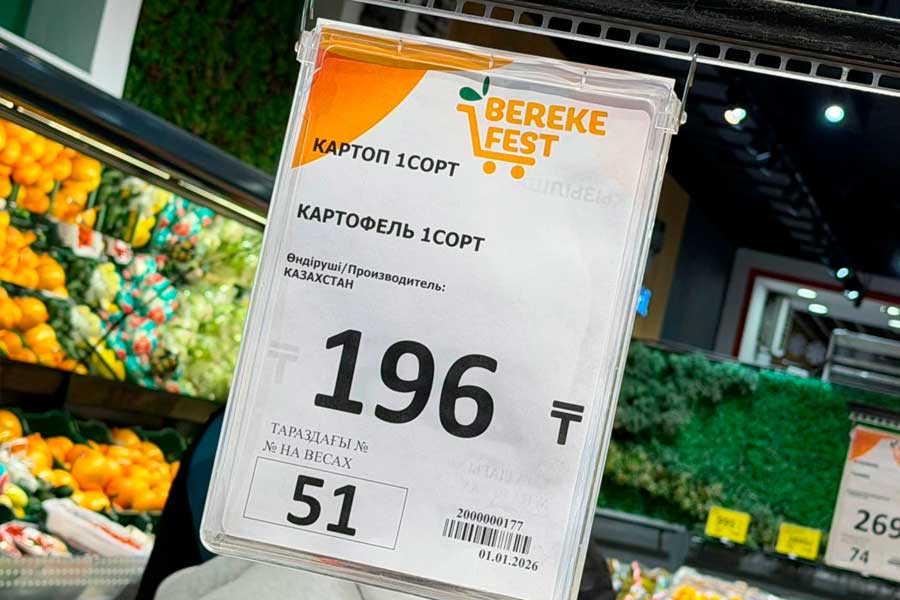 BEREKE
FEST
КАРТОП 1СОРТ
КАРТОФЕЛЬ 1СОРТ
Өндіруші/Производитель:
КАЗАХСТАН
196 ₸
ТАРАЗДАҒЫ №
№ НА ВЕСАХ
51
2000000177
01.01.2026
269
74